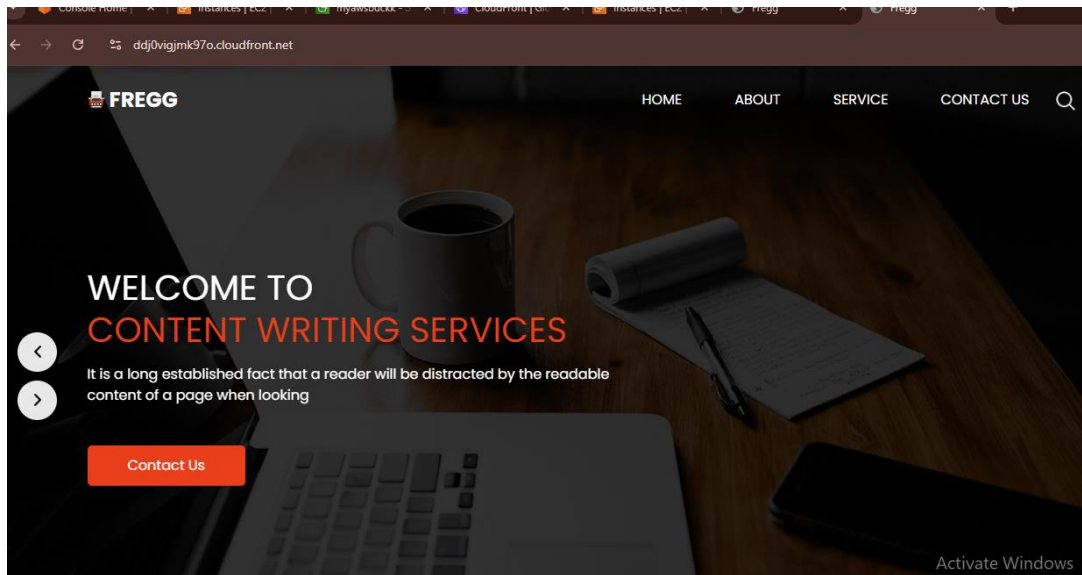 Console Home
Instances | EC2 |
myawsbuckk - S
CloudFront | Glo
Instances | EC2 |
Fregg
Fregg
ddj0vigjmk97o.cloudfront.net
FREGG
HOME
ABOUT
SERVICE
CONTACT US
WELCOME TO
CONTENT WRITING SERVICES
It is a long established fact that a reader will be distracted by the readable
content of a page when looking
Contact Us
Activate Windows